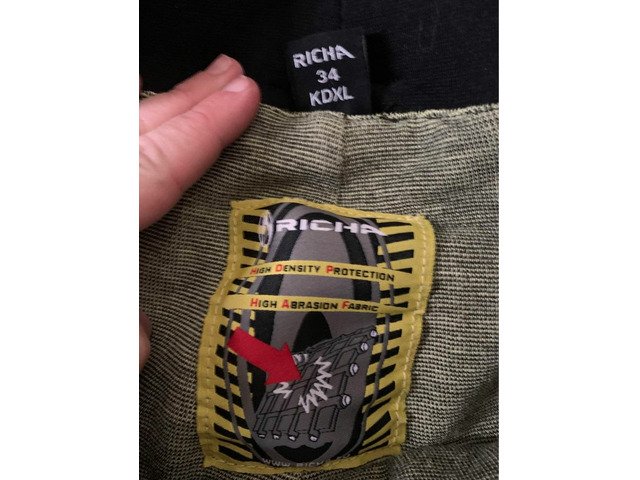 RICHA
34
KDXL
RICHA
HIGH DENSITY PROTECTION
HIGH ABRASION FABRIC